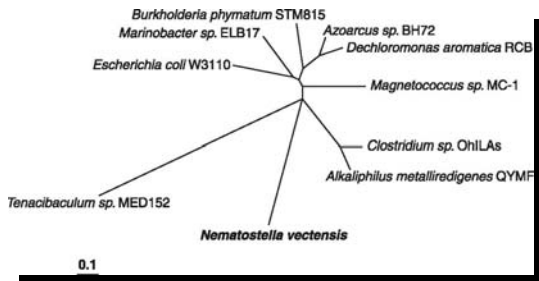 Burkholderia phymatum STM815
Marinobacter sp. ELB17
Azoarcus sp. BH72
Dechloromonas aromatica RCB
Escherichia coli W3110
Magnetococcus sp. MC-1
Clostridium sp. OhILAs
Alkaliphilus metalliredigenes QYMF
Tenacibaculum sp. MED152
Nematostella vectensis
0.1